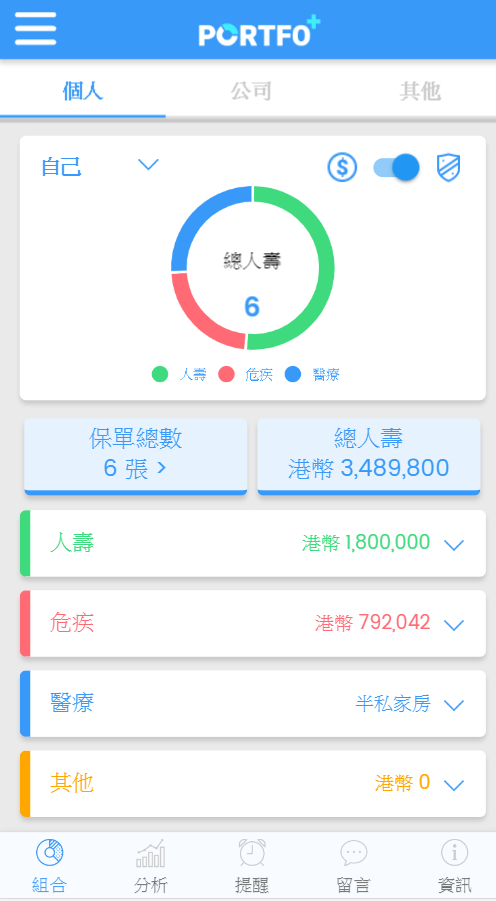 PORTFO+
個人 公司 其他
自己
總人壽
6
人壽 危疾 醫療
保單總數 總人壽
6 張 > 港幣 3,489,800
人壽 港幣 1,800,000
危疾 港幣 792,042
醫療 半私家房
其他 港幣 0
組合 分析 提醒 留言 資訊